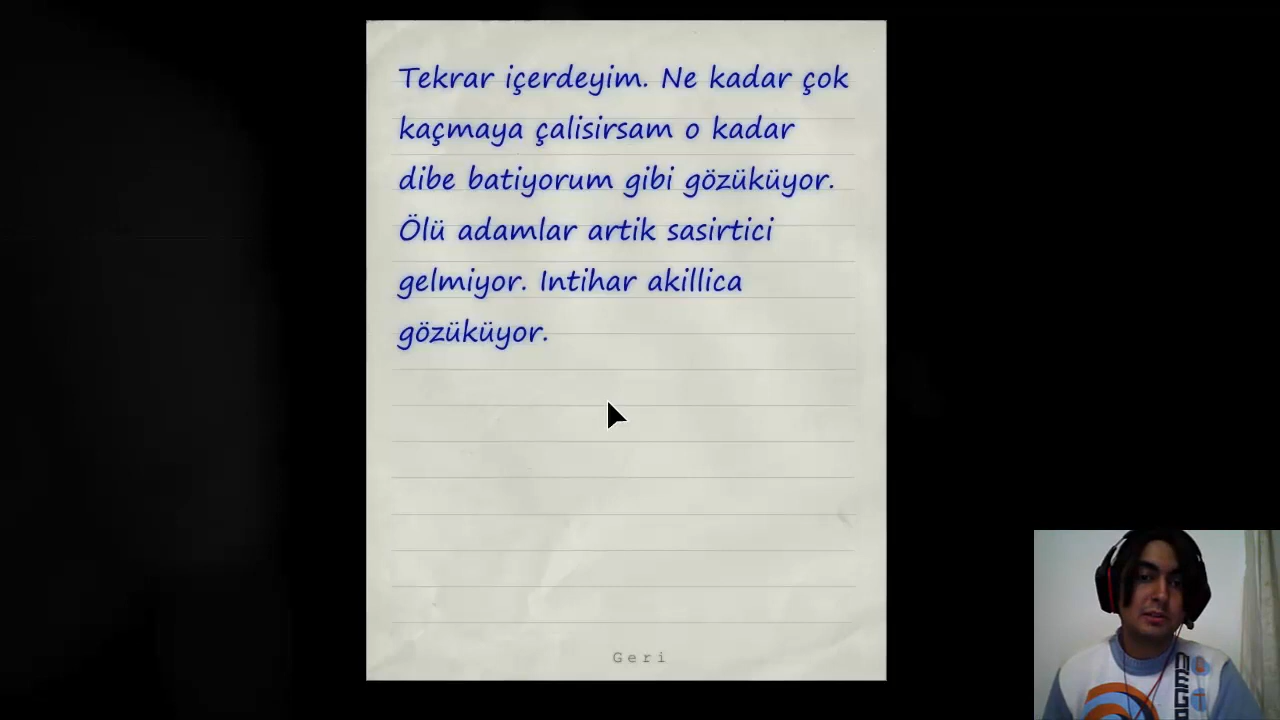 Tekrar içerdeyim. Ne kadar çok
kaçmaya çalisirsam o kadar
dibe batiyorum gibi gözüküyor.
Ölü adamlar artik sasirtici
gelmiyor. Intihar akillica
gözüküyor.
Geri